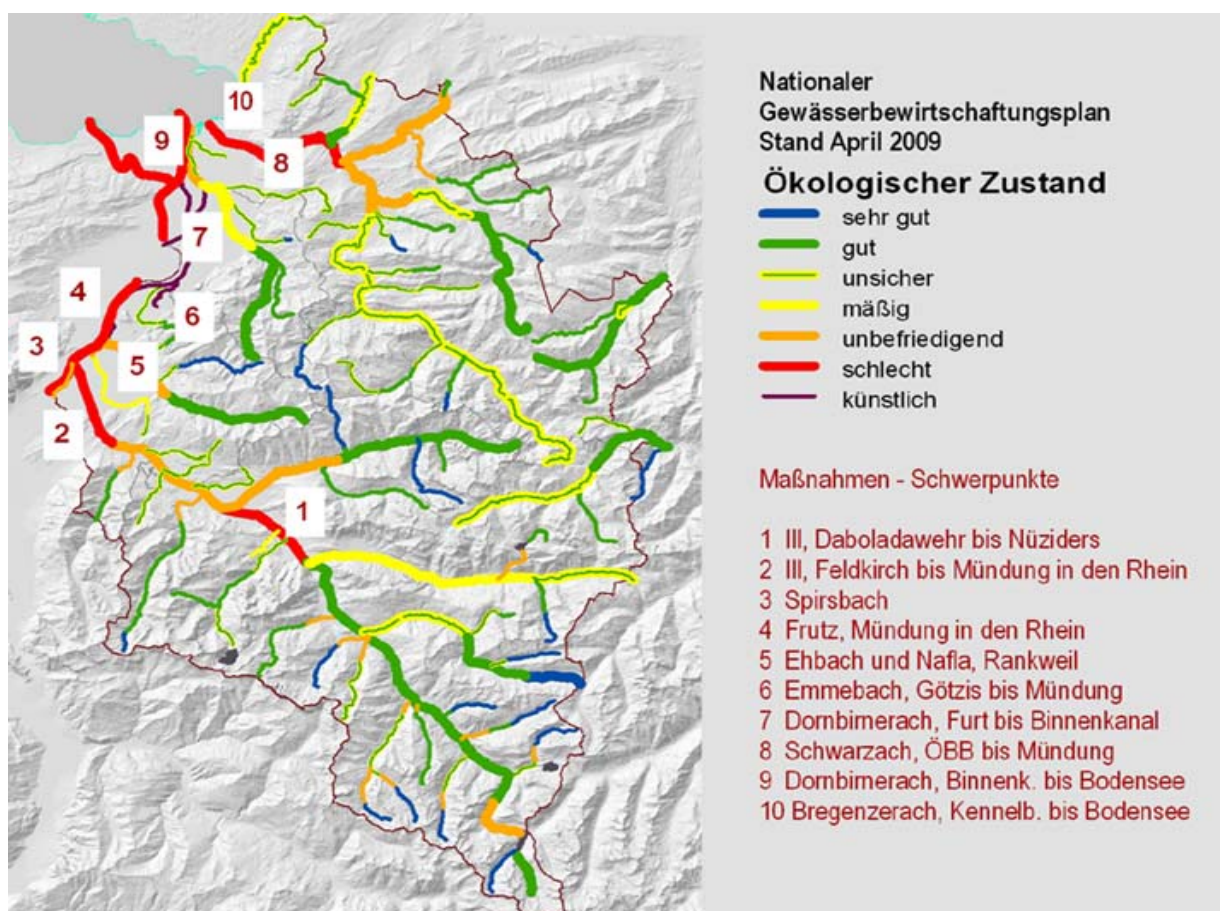 Nationaler
Gewässerbewirtschaftungsplan
Stand April 2009
Ökologischer Zustand
sehr gut
gut
unsicher
mäßig
unbefriedigend
schlecht
künstlich
Maßnahmen - Schwerpunkte
1 Ill, Daboladawehr bis Nüziders
2 Ill, Feldkirch bis Mündung in den Rhein
3 Spirsbach
4 Frutz, Mündung in den Rhein
5 Ehbach und Nafla, Rankweil
6 Emmebach, Götzis bis Mündung
7 Dornbirnerach, Furt bis Binnenkanal
8 Schwarzach, ÖBB bis Mündung
9 Dornbirnerach, Binnenk. bis Bodensee
10 Bregenzerach, Kennelb. bis Bodensee
10
9
8
7
4
6
3
5
2
1